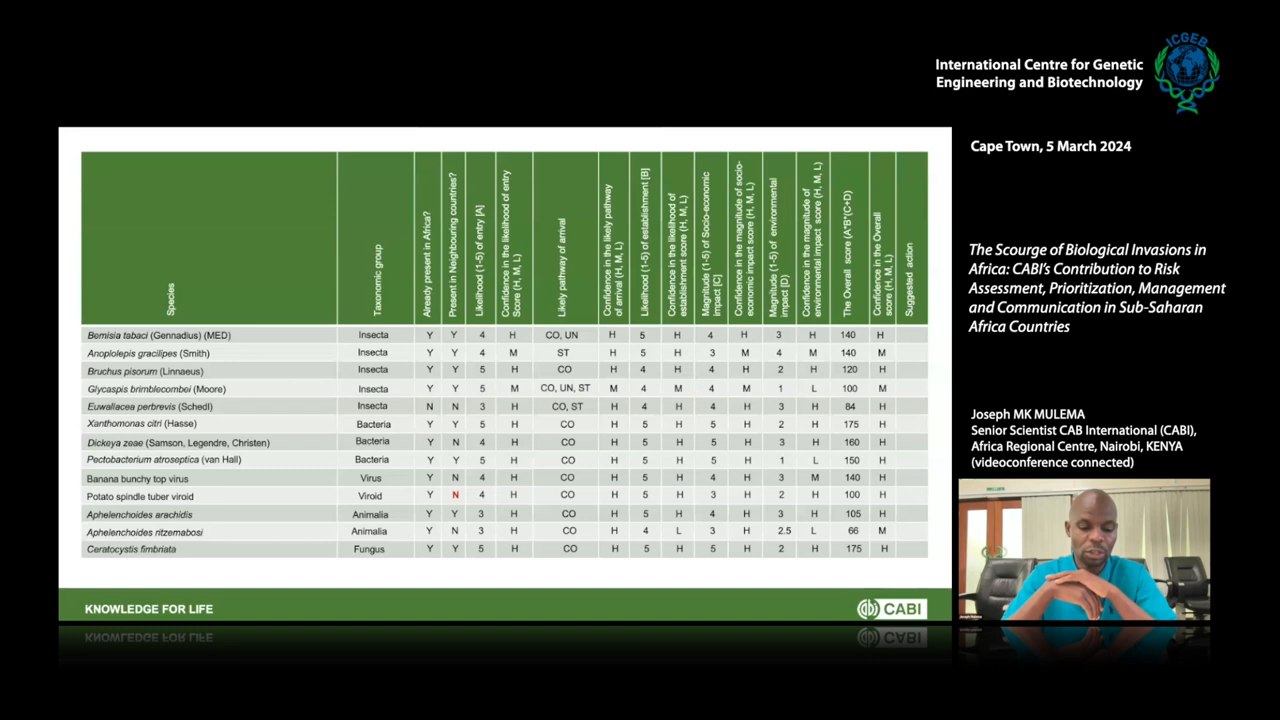 ICGEB
International Centre for Genetic
Engineering and Biotechnology
Cape Town, 5 March 2024
The Scourge of Biological Invasions in
Africa: CABI's Contribution to Risk
Assessment, Prioritization, Management
and Communication in Sub-Saharan
Africa Countries
Joseph MK MULEMA
Senior Scientist CAB International (CABI),
Africa Regional Centre, Nairobi, KENYA
(videoconference connected)
Species
Taxonomic group
Already present in Africa?
Present in Neighbouring countries?
Likelihood (1-5) of entry [A]
Confidence in the likelihood of entry
Score (H, M, L)
Likely pathway of arrival
Confidence in the likely pathway
of arrival (H, M, L)
Likelihood (1-5) of establishment [B]
Confidence in the likelihood of
establishment score (H, M, L)
Magnitude (1-5) of Socio-economic
impact [C]
Confidence in the magnitude of socio-
economic impact score (H, M, L)
Magnitude (1-5) of environmental
impact [D]
Confidence in the magnitude of
environmental impact score (H, M, L)
The Overall score (A*B*(C+D)
Confidence in the Overall
score (H, M, L)
Suggested action
Bemisia tabaci (Gennadius) (MED) Insecta Y Y 4 H CO, UN H 5 H 4 H 3 H 140 H
Anoplolepis gracilipes (Smith) Insecta Y Y 4 M ST H 5 H 3 M 4 M 140 M
Bruchus pisorum (Linnaeus) Insecta Y Y 5 H CO H 4 H 4 H 2 H 120 H
Glycaspis brimblecombei (Moore) Insecta Y Y 5 M CO, UN, ST M 4 M 4 M 1 L 100 M
Euwallacea perbrevis (Schedl) Insecta N N 3 H CO, ST H 4 H 4 H 3 H 84 H
Xanthomonas citri (Hasse) Bacteria Y Y 5 H CO H 5 H 5 H 2 H 175 H
Dickeya zeae (Samson, Legendre, Christen) Bacteria Y N 4 H CO H 5 H 5 H 3 H 160 H
Pectobacterium atroseptica (van Hall) Bacteria Y Y 5 H CO H 5 H 5 H 1 L 150 H
Banana bunchy top virus Virus Y N 4 H CO H 5 H 4 H 3 M 140 H
Potato spindle tuber viroid Viroid Y N 4 H CO H 5 H 3 H 2 H 100 H
Aphelenchoides arachidis Animalia Y Y 3 H CO H 5 H 4 H 3 H 105 H
Aphelenchoides ritzemabosi Animalia Y N 3 H CO H 4 L 3 H 2.5 L 66 M
Ceratocystis fimbriata Fungus Y Y 5 H CO H 5 H 5 H 2 H 175 H
KNOWLEDGE FOR LIFE
CABI